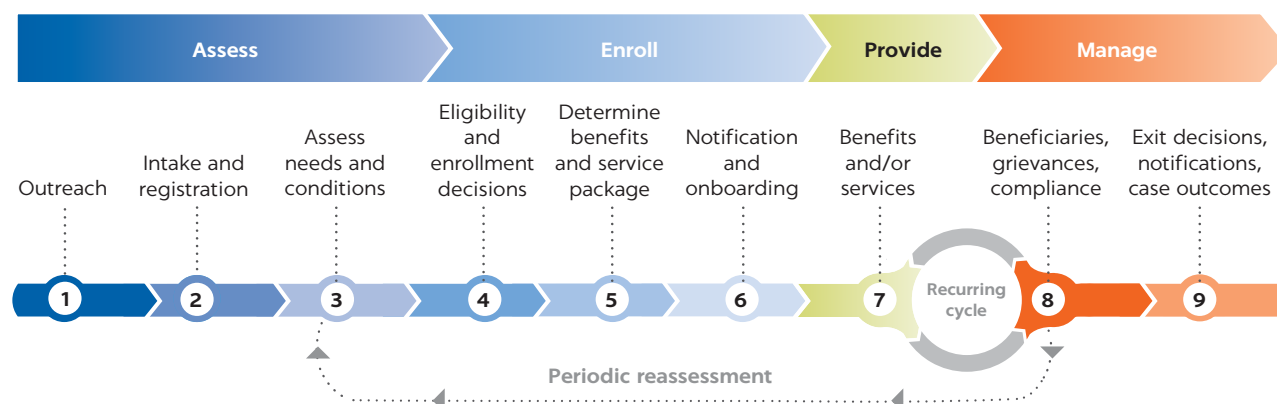 Assess
Enroll
Provide
Manage
Outreach
Intake and
registration
Assess
needs and
conditions
Eligibility
and
enrollment
decisions
Determine
benefits
and service
package
Notification
and
onboarding
Benefits
and/or
services
Beneficiaries,
grievances,
compliance
Exit decisions,
notifications,
case outcomes
1
2
3
4
5
6
7
Recurring
cycle
8
9
Periodic reassessment